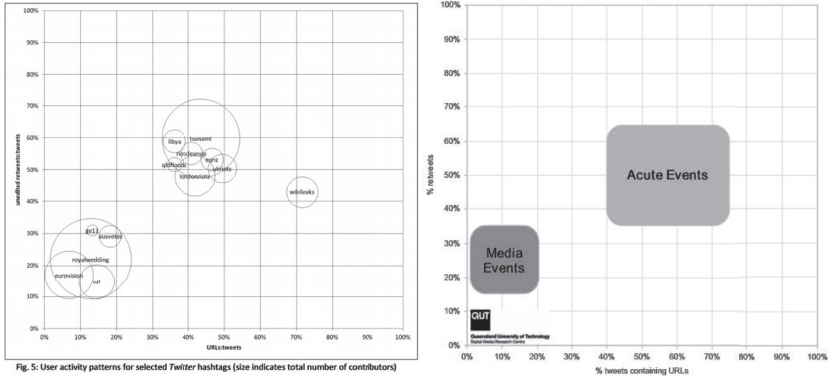 100%
90%
80%
70%
60%
50%
40%
30%
20%
10%
0%
unedited retweets:tweets
tsunami
libya
eqnz
qldfloods
wikileaks
ge11
ausvotes
royalwedding
eurovision
0% 10% 20% 30% 40% 50% 60% 70% 80% 90% 100%
URLs:tweets
Fig. 5: User activity patterns for selected Twitter hashtags (size indicates total number of contributors)
100%
90%
80%
70%
60%
50%
40%
30%
20%
10%
0%
% retweets
Acute Events
Media
Events
QUT
Queensland University of Technology
Digital Media Research Centre
0% 10% 20% 30% 40% 50% 60% 70% 80% 90% 100%
% tweets containing URLs